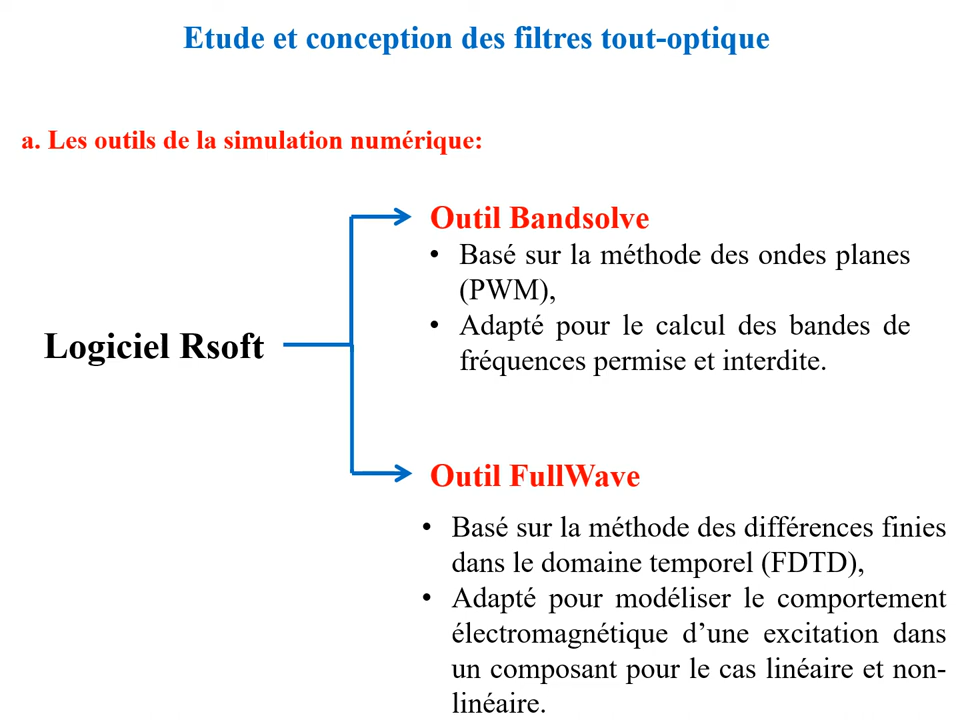 Etude et conception des filtres tout-optique
a. Les outils de la simulation numérique:
Logiciel Rsoft
Outil Bandsolve
• Basé sur la méthode des ondes planes
(PWM),
• Adapté pour le calcul des bandes de
fréquences permise et interdite.
Outil FullWave
• Basé sur la méthode des différences finies
dans le domaine temporel (FDTD),
• Adapté pour modéliser le comportement
électromagnétique d’une excitation dans
un composant pour le cas linéaire et non-
linéaire.